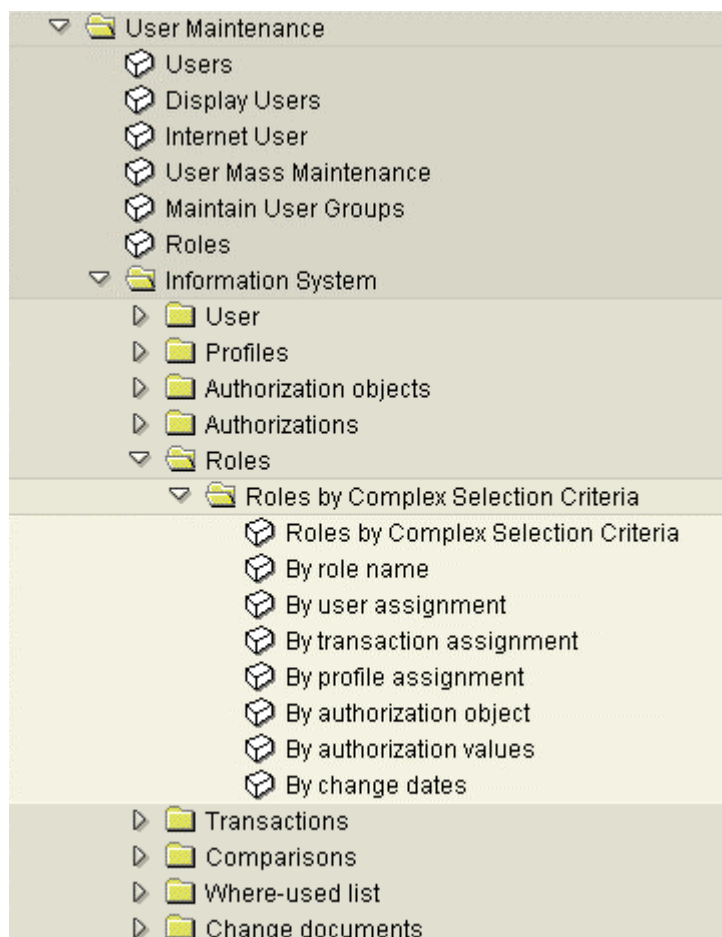 User Maintenance
Users
Display Users
Internet User
User Mass Maintenance
Maintain User Groups
Roles
Information System
User
Profiles
Authorization objects
Authorizations
Roles
Roles by Complex Selection Criteria
Roles by Complex Selection Criteria
By role name
By user assignment
By transaction assignment
By profile assignment
By authorization object
By authorization values
By change dates
Transactions
Comparisons
Where-used list
Change documents